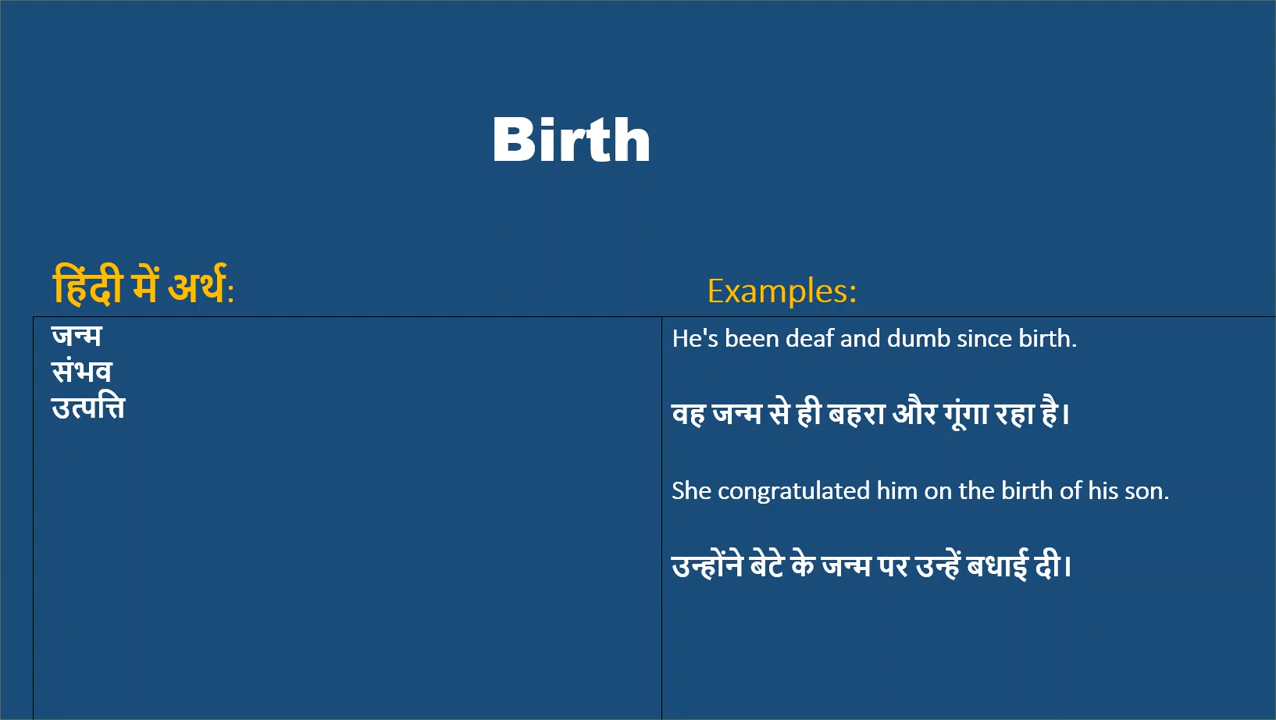 Birth
हिंदी में अर्थ:
जन्म
संभव
उत्पत्ति
Examples:
He's been deaf and dumb since birth.
वह जन्म से ही बहरा और गूंगा रहा है।
She congratulated him on the birth of his son.
उन्होंने बेटे के जन्म पर उन्हें बधाई दी।